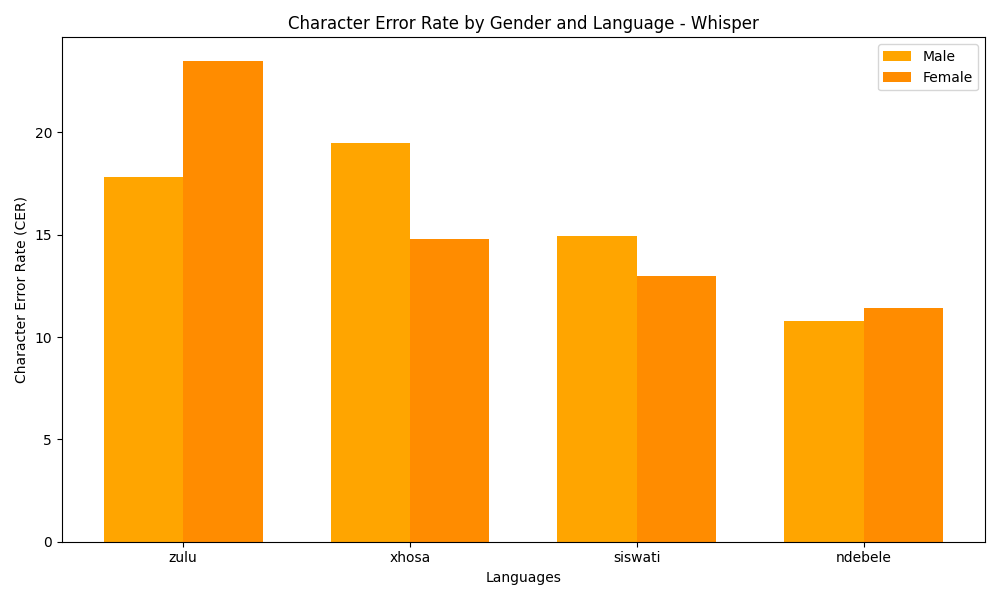 Character Error Rate by Gender and Language - Whisper
Male
Female
Character Error Rate (CER)
20
15
10
5
0
zulu xhosa siswati ndebele
Languages